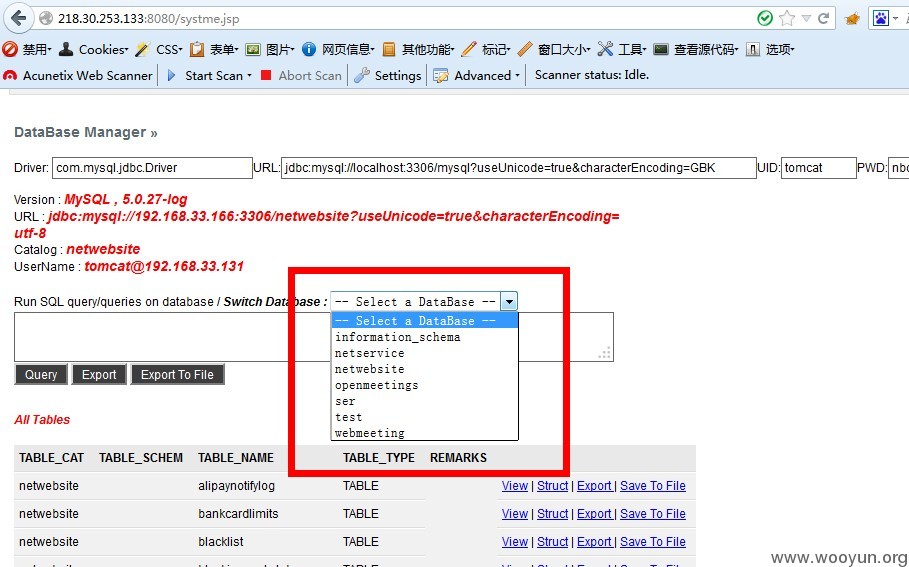 218.30.253.133:8080/systme.jsp
禁用· Cookies· CSS· 表单· 图片· 网页信息· 其他功能· 标记· 窗口大小· 工具· 查看源代码· 选项·
Acunetix Web Scanner Start Scan Abort Scan Settings Advanced Scanner status: Idle.
DataBase Manager »
Driver: com.mysql.jdbc.Driver URL: jdbc:mysql://localhost:3306/mysql?useUnicode=true&characterEncoding=GBK UID: tomcat PWD: nbc
Version : MySQL , 5.0.27-log
URL : jdbc:mysql://192.168.33.166:3306/netwebsite?useUnicode=true&characterEncoding=
utf-8
Catalog : netwebsite
UserName : tomcat@192.168.33.131
Run SQL query/queries on database / Switch Database : -- Select a DataBase --
-- Select a DataBase --
information_schema
netservice
netwebsite
openmeetings
ser
test
webmeeting
Query Export Export To File
All Tables
TABLE_CAT TABLE_SCHEM TABLE_NAME TABLE_TYPE REMARKS
netwebsite alipaynotifylog TABLE View | Struct | Export | Save To File
netwebsite bankcardlimits TABLE View | Struct | Export | Save To File
netwebsite blacklist TABLE View | Struct | Export | Save To File
www.wooyun.org